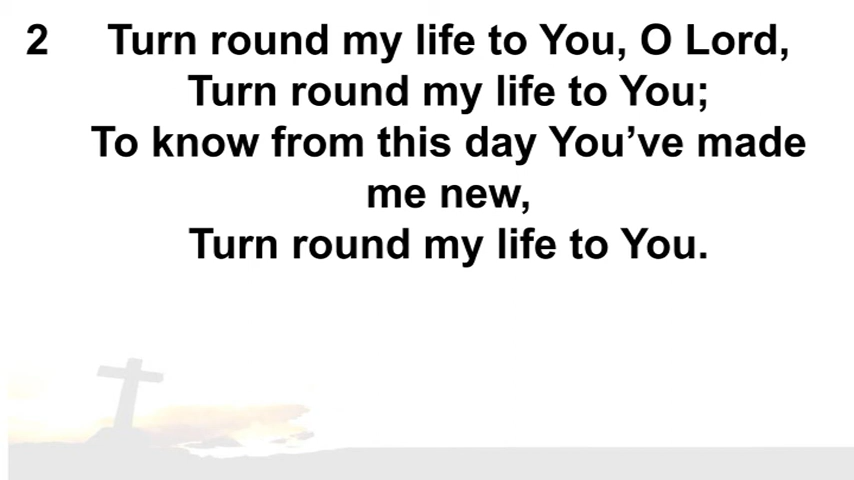 2 Turn round my life to You, O Lord,
Turn round my life to You;
To know from this day You’ve made
me new,
Turn round my life to You.